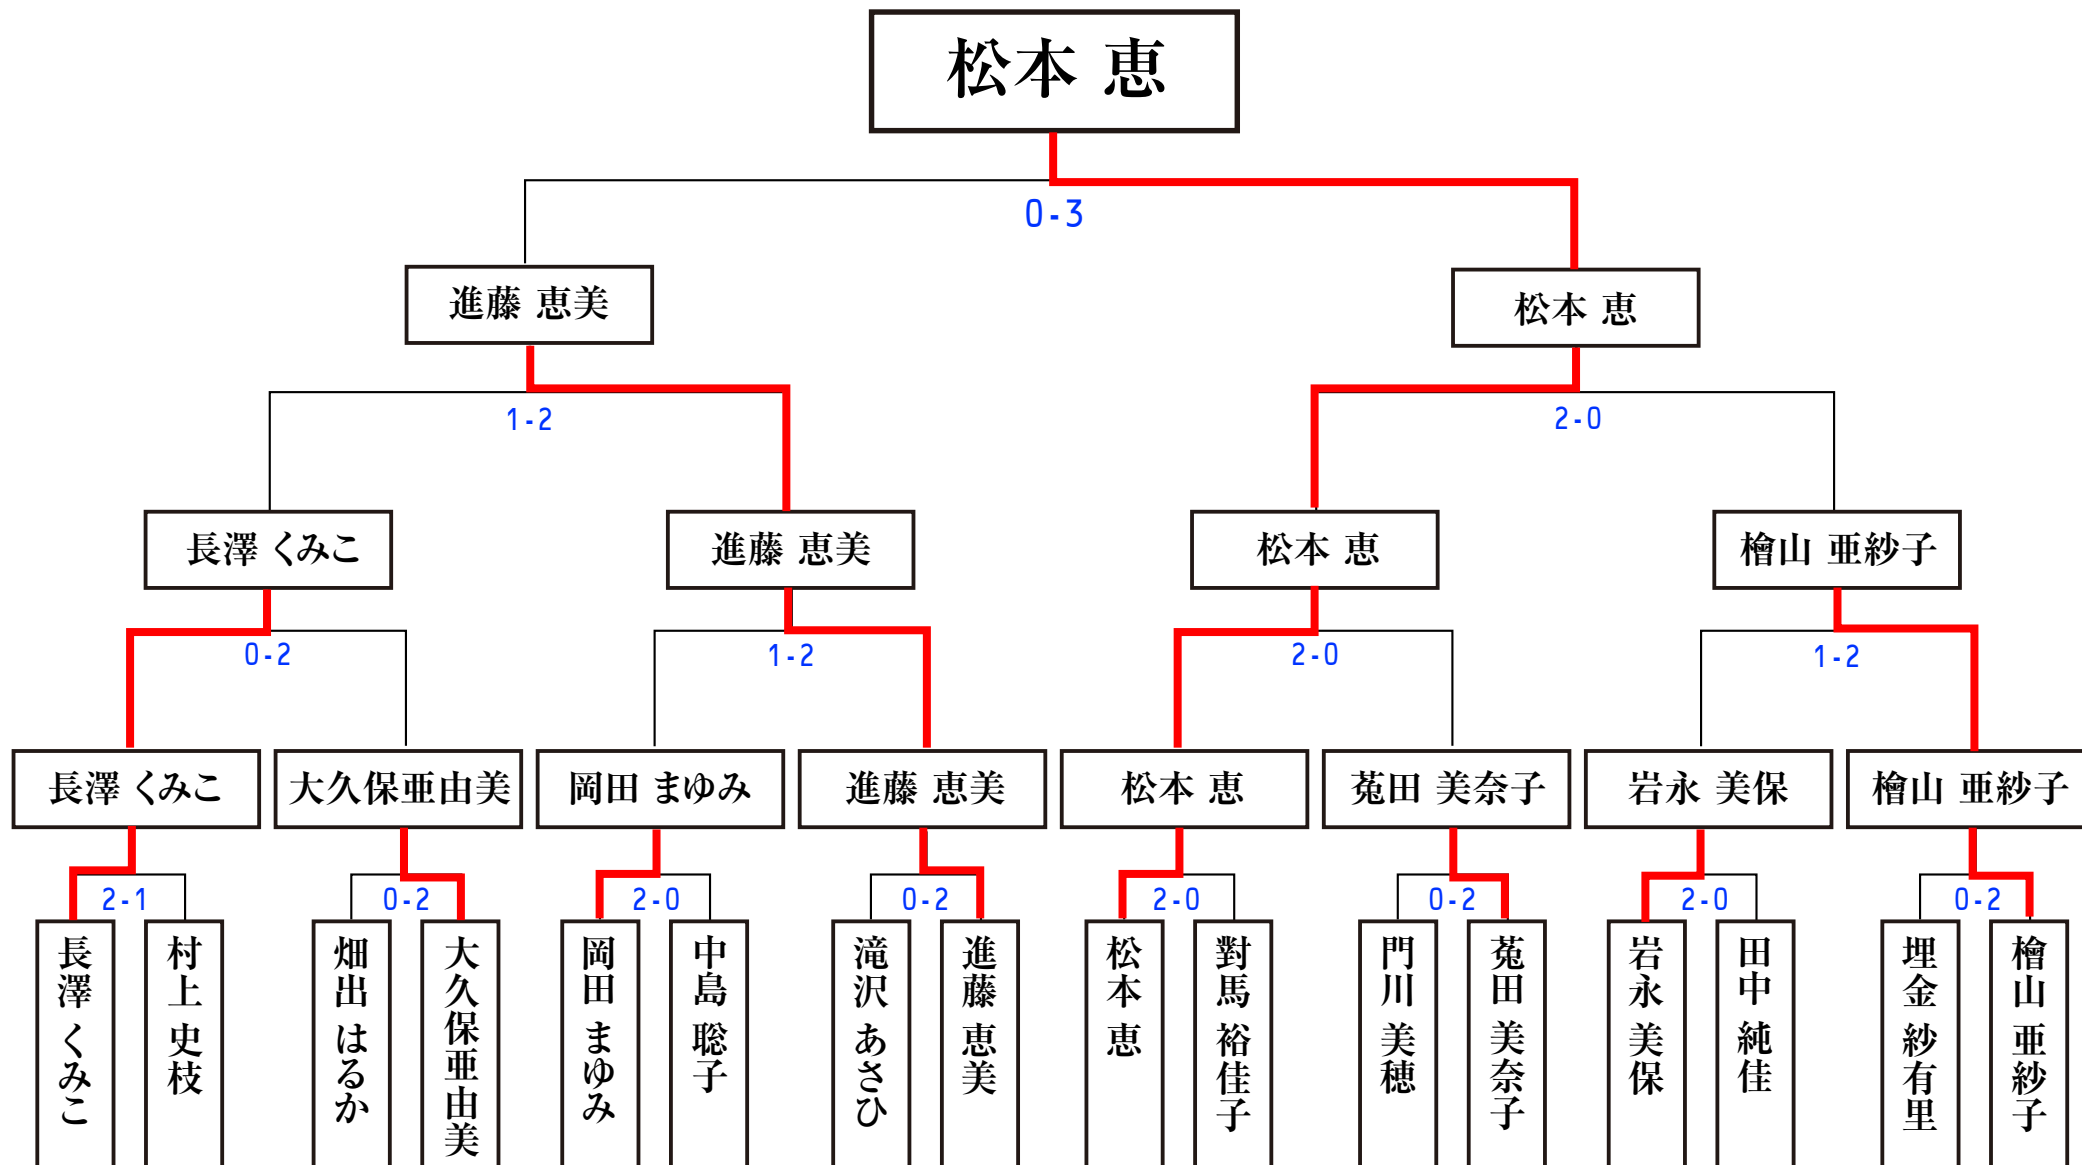 松本 恵
0-3
進藤 恵美
松本 恵
1-2
2-0
長澤 くみこ
進藤 恵美
松本 恵
檜山 亜紗子
0-2
1-2
2-0
1-2
長澤 くみこ
大久保亜由美
岡田 まゆみ
進藤 恵美
松本 恵
菟田 美奈子
岩永 美保
檜山 亜紗子
2-1
0-2
2-0
0-2
2-0
0-2
2-0
0-2
長澤 くみこ
村上 史枝
畑出 はるか
大久保亜由美
岡田 まゆみ
中島 聡子
滝沢 あさひ
進藤 恵美
松本 恵
對馬 裕佳子
門川 美穂
菟田 美奈子
岩永 美保
田中 純佳
埋金 紗有里
檜山 亜紗子